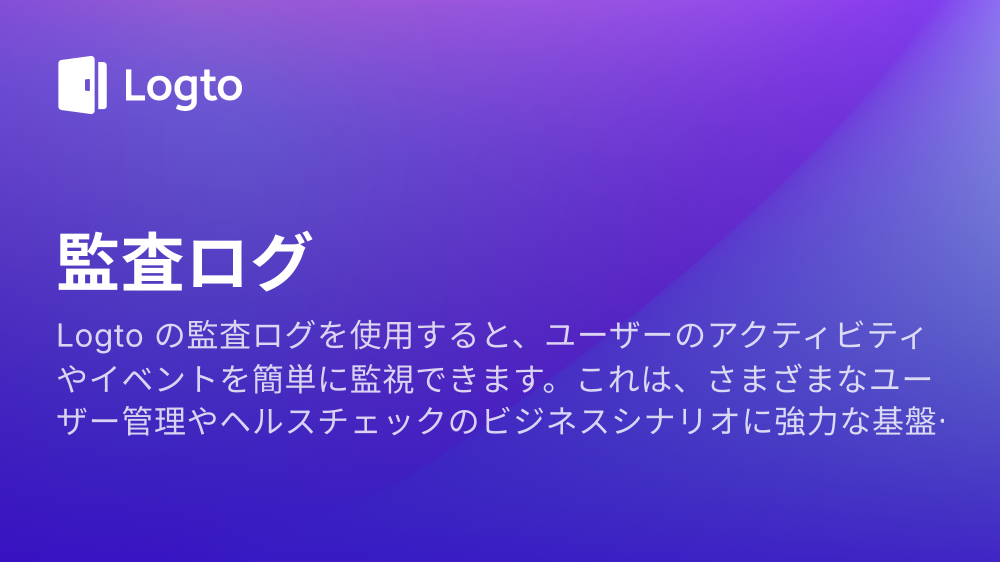 Logto
監査ログ
Logto の監査ログを使用すると、ユーザーのアクティビティ
やイベントを簡単に監視できます。これは、さまざまなユー
ザー管理やヘルスチェックのビジネスシナリオに強力な基盤·